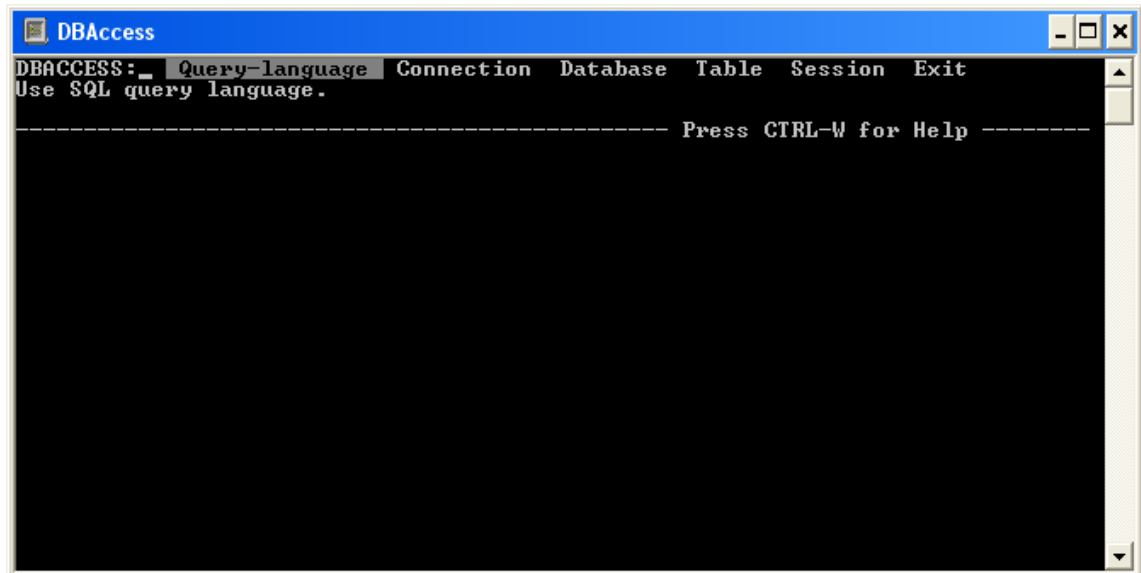 DBAccess
DBACCESS:_ Query-language Connection Database Table Session Exit
Use SQL query language.
------------------------------------------------ Press CTRL-W for Help --------